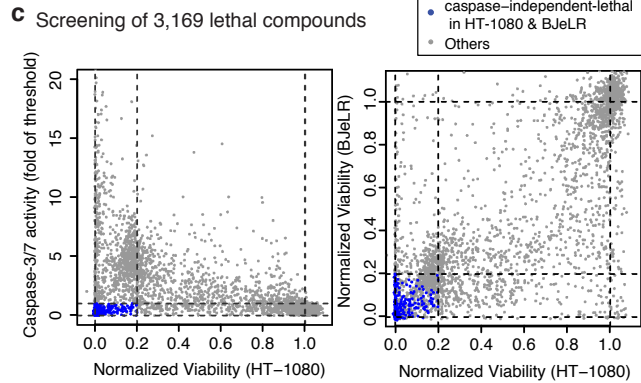 c Screening of 3,169 lethal compounds
caspase−independent−lethal
in HT−1080 & BJeLR
Others
Caspase-3/7 activity (fold of threshold)
20
15
10
5
0
0.0 0.2 0.4 0.6 0.8 1.0
Normalized Viability (HT−1080)
Normalized Viability (BJeLR)
1.0
0.8
0.6
0.4
0.2
0.0
0.0 0.2 0.4 0.6 0.8 1.0
Normalized Viability (HT−1080)